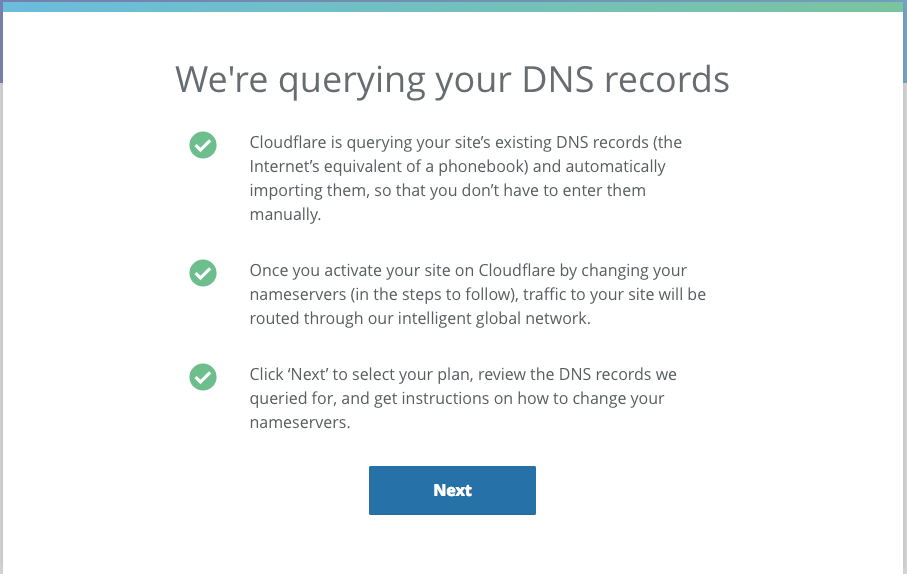 We're querying your DNS records
Cloudflare is querying your site’s existing DNS records (the
Internet’s equivalent of a phonebook) and automatically
importing them, so that you don’t have to enter them
manually.
Once you activate your site on Cloudflare by changing your
nameservers (in the steps to follow), traffic to your site will be
routed through our intelligent global network.
Click ‘Next’ to select your plan, review the DNS records we
queried for, and get instructions on how to change your
nameservers.
Next